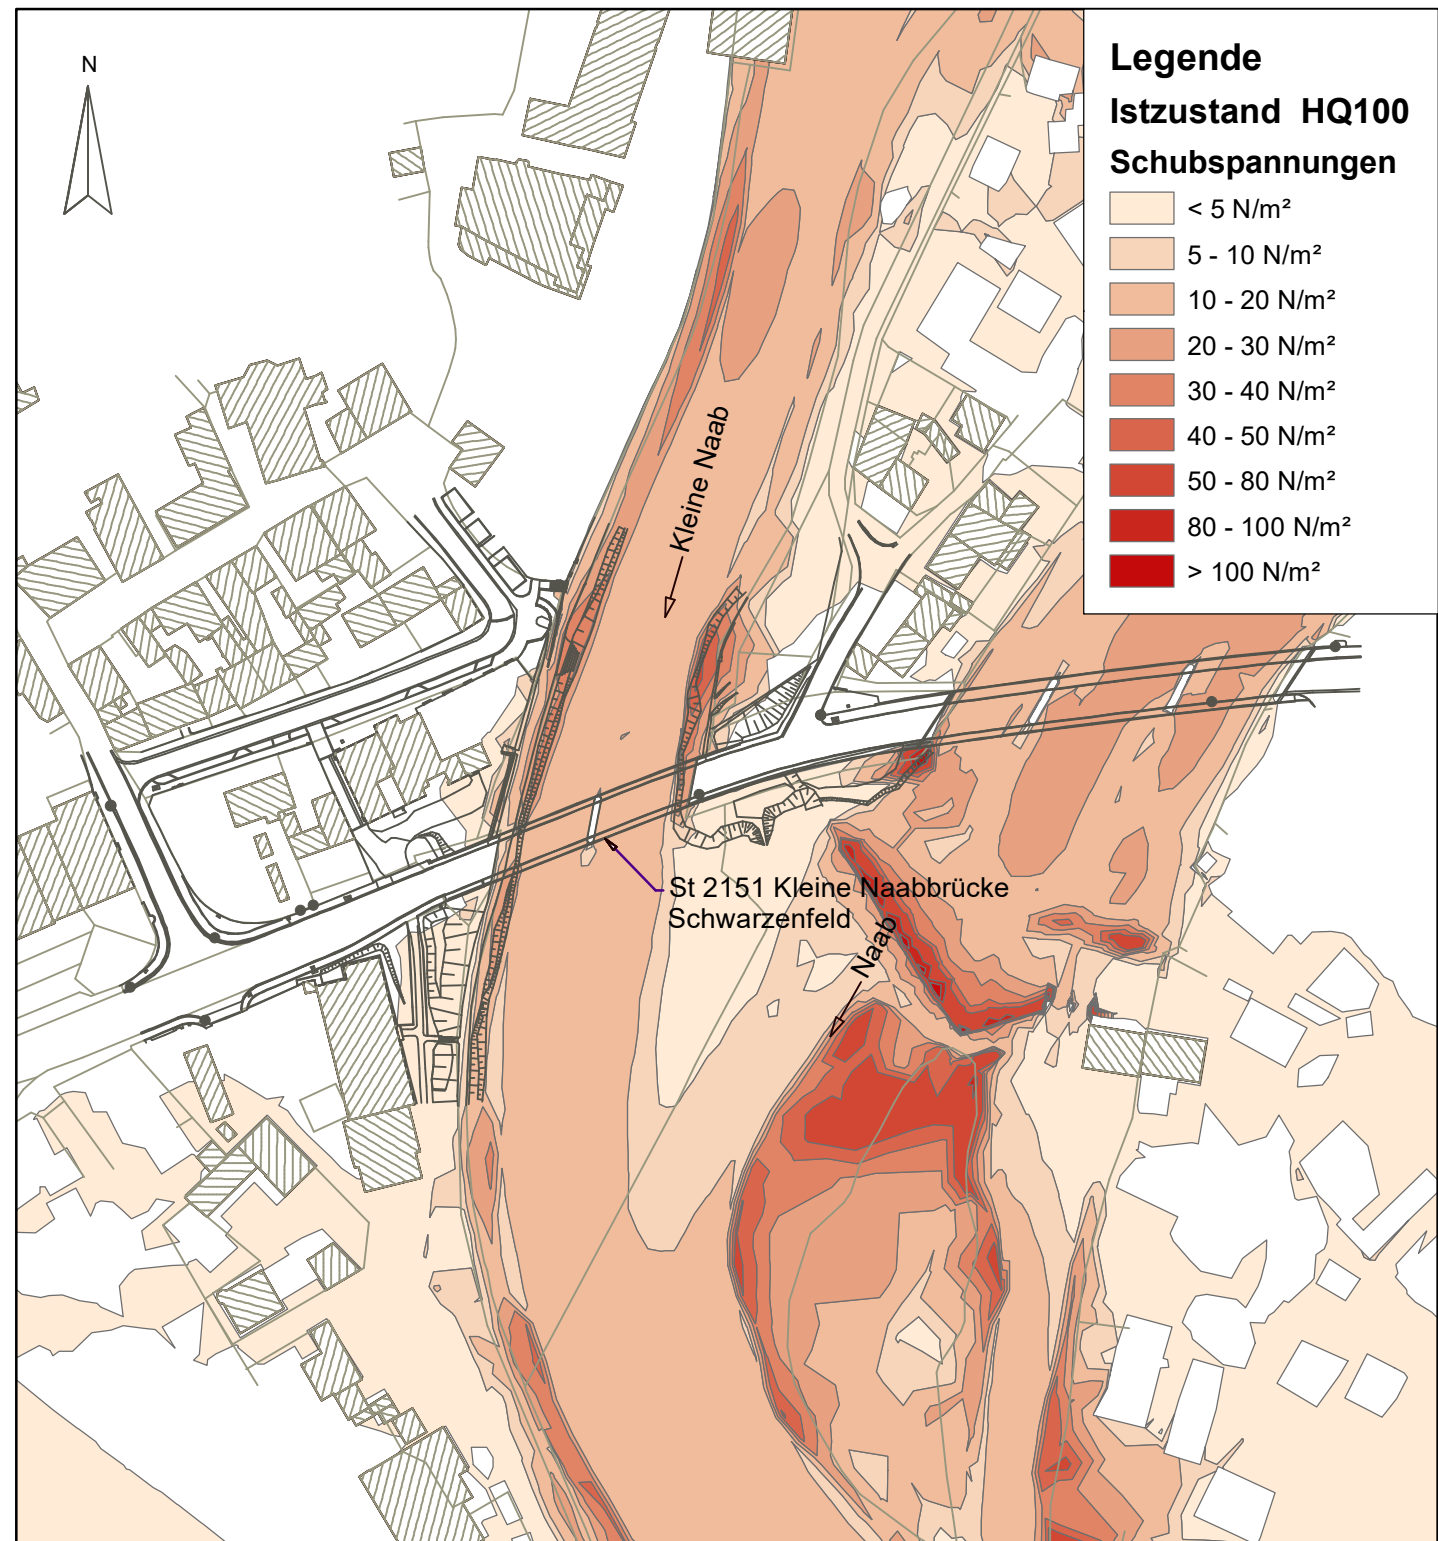 N
Legende
Istzustand HQ100
Schubspannungen
< 5 N/m²
5 - 10 N/m²
10 - 20 N/m²
20 - 30 N/m²
30 - 40 N/m²
40 - 50 N/m²
50 - 80 N/m²
80 - 100 N/m²
> 100 N/m²
Kleine Naab
St 2151 Kleine Naabbrücke
Schwarzenfeld
Naab